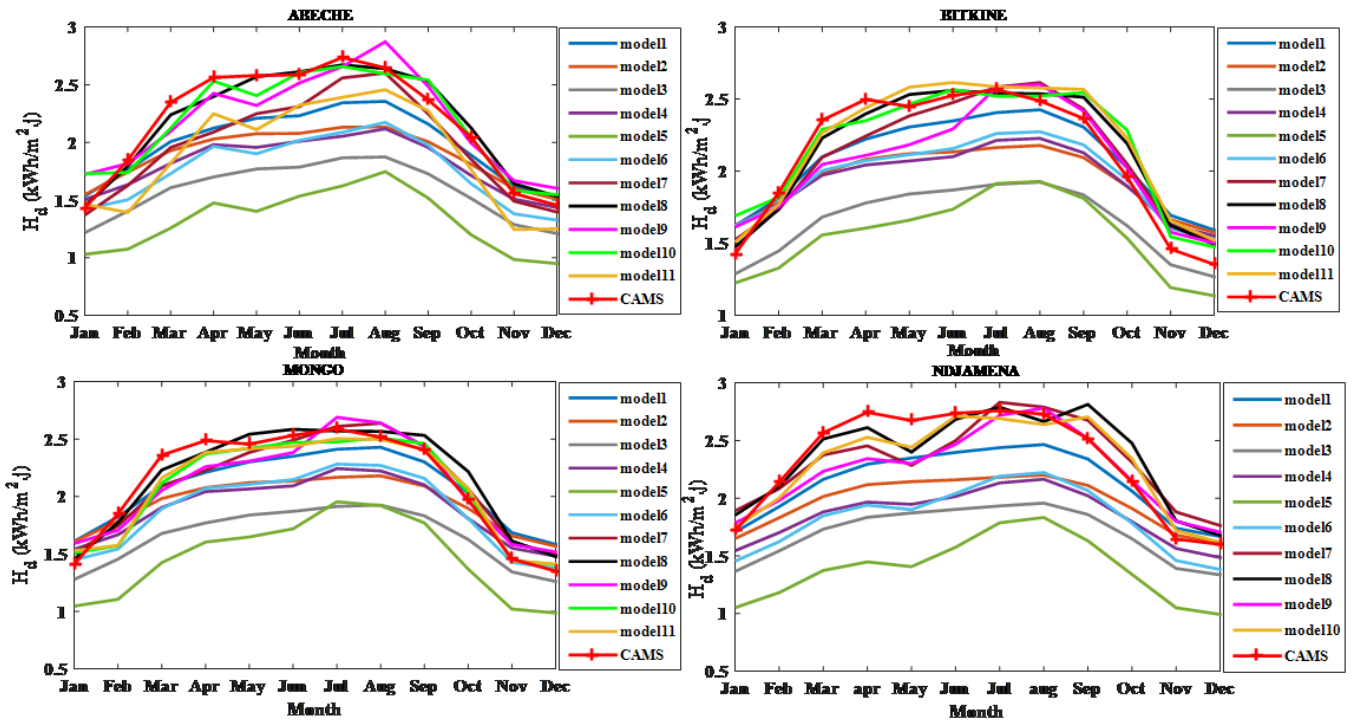 ABECHE
H_d (kWh/m².j)
3
2.5
2
1.5
1
0.5
Jan Feb Mar Apr May Jun Jul Aug Sep Oct Nov Dec
Month
model1
model2
model3
model4
model5
model6
model7
model8
model9
model10
model11
CAMS
BITKINE
H_d (kWh/m².j
3
2.5
2
1.5
1
Jan Feb Mar Apr May Jun Jul Aug Sep Oct Nov Dec
Month
model1
model2
model3
model4
model5
model6
model7
model8
model9
model10
model11
CAMS
MONGO
H_d (kWh/m².j)
3
2.5
2
1.5
1
0.5
Jan Feb Mar Apr May Jun Jul Aug Sep Oct Nov Dec
Month
model1
model2
model3
model4
model5
model6
model7
model8
model9
model10
model11
CAMS
NDJAMENA
H_d (kWh/m².j)
3
2.5
2
1.5
1
0.5
Jan Feb Mar Apr May Jun Jul aug Sep Oct Nov Dec
Month
model1
model2
model3
model4
model5
model6
model7
model8
model9
model10
CAMS